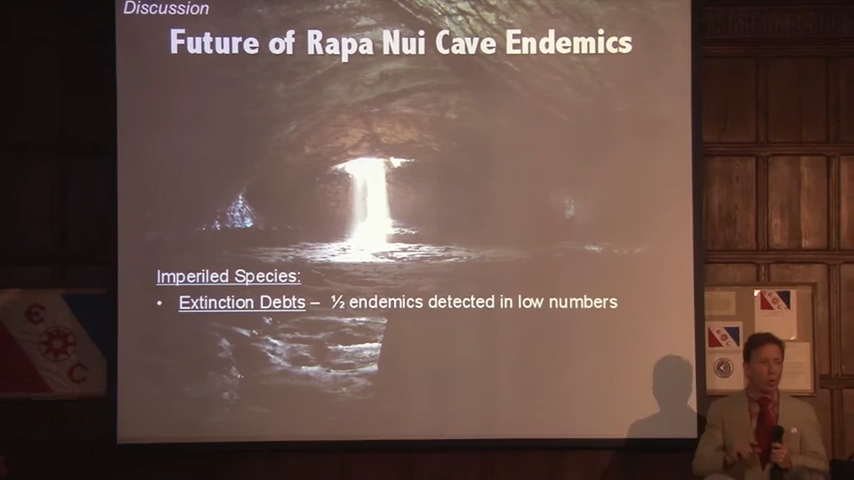 Discussion
Future of Rapa Nui Cave Endemics
Imperiled Species:
• Extinction Debts – ½ endemics detected in low numbers
E
C